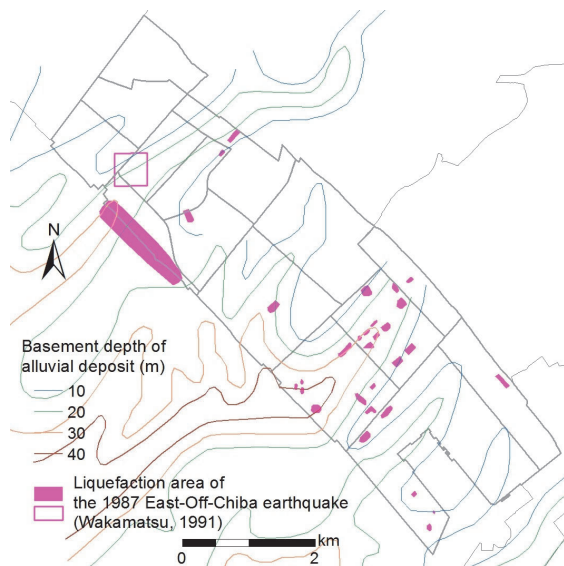 N
Basement depth of
alluvial deposit (m)
10
20
30
40
Liquefaction area of
the 1987 East-Off-Chiba earthquake
(Wakamatsu, 1991)
km
0 2